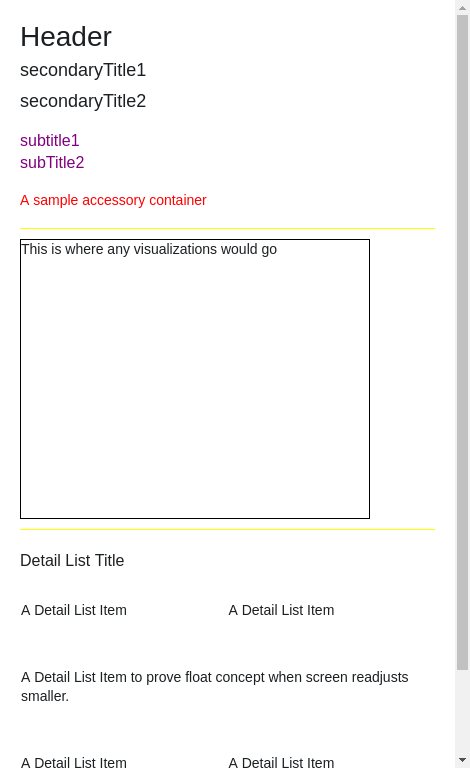 Header
secondaryTitle1
secondaryTitle2
subtitle1
subTitle2
A sample accessory container
This is where any visualizations would go
Detail List Title
A Detail List Item
A Detail List Item
A Detail List Item to prove float concept when screen readjusts
smaller.
A Detail List Item
A Detail List Item